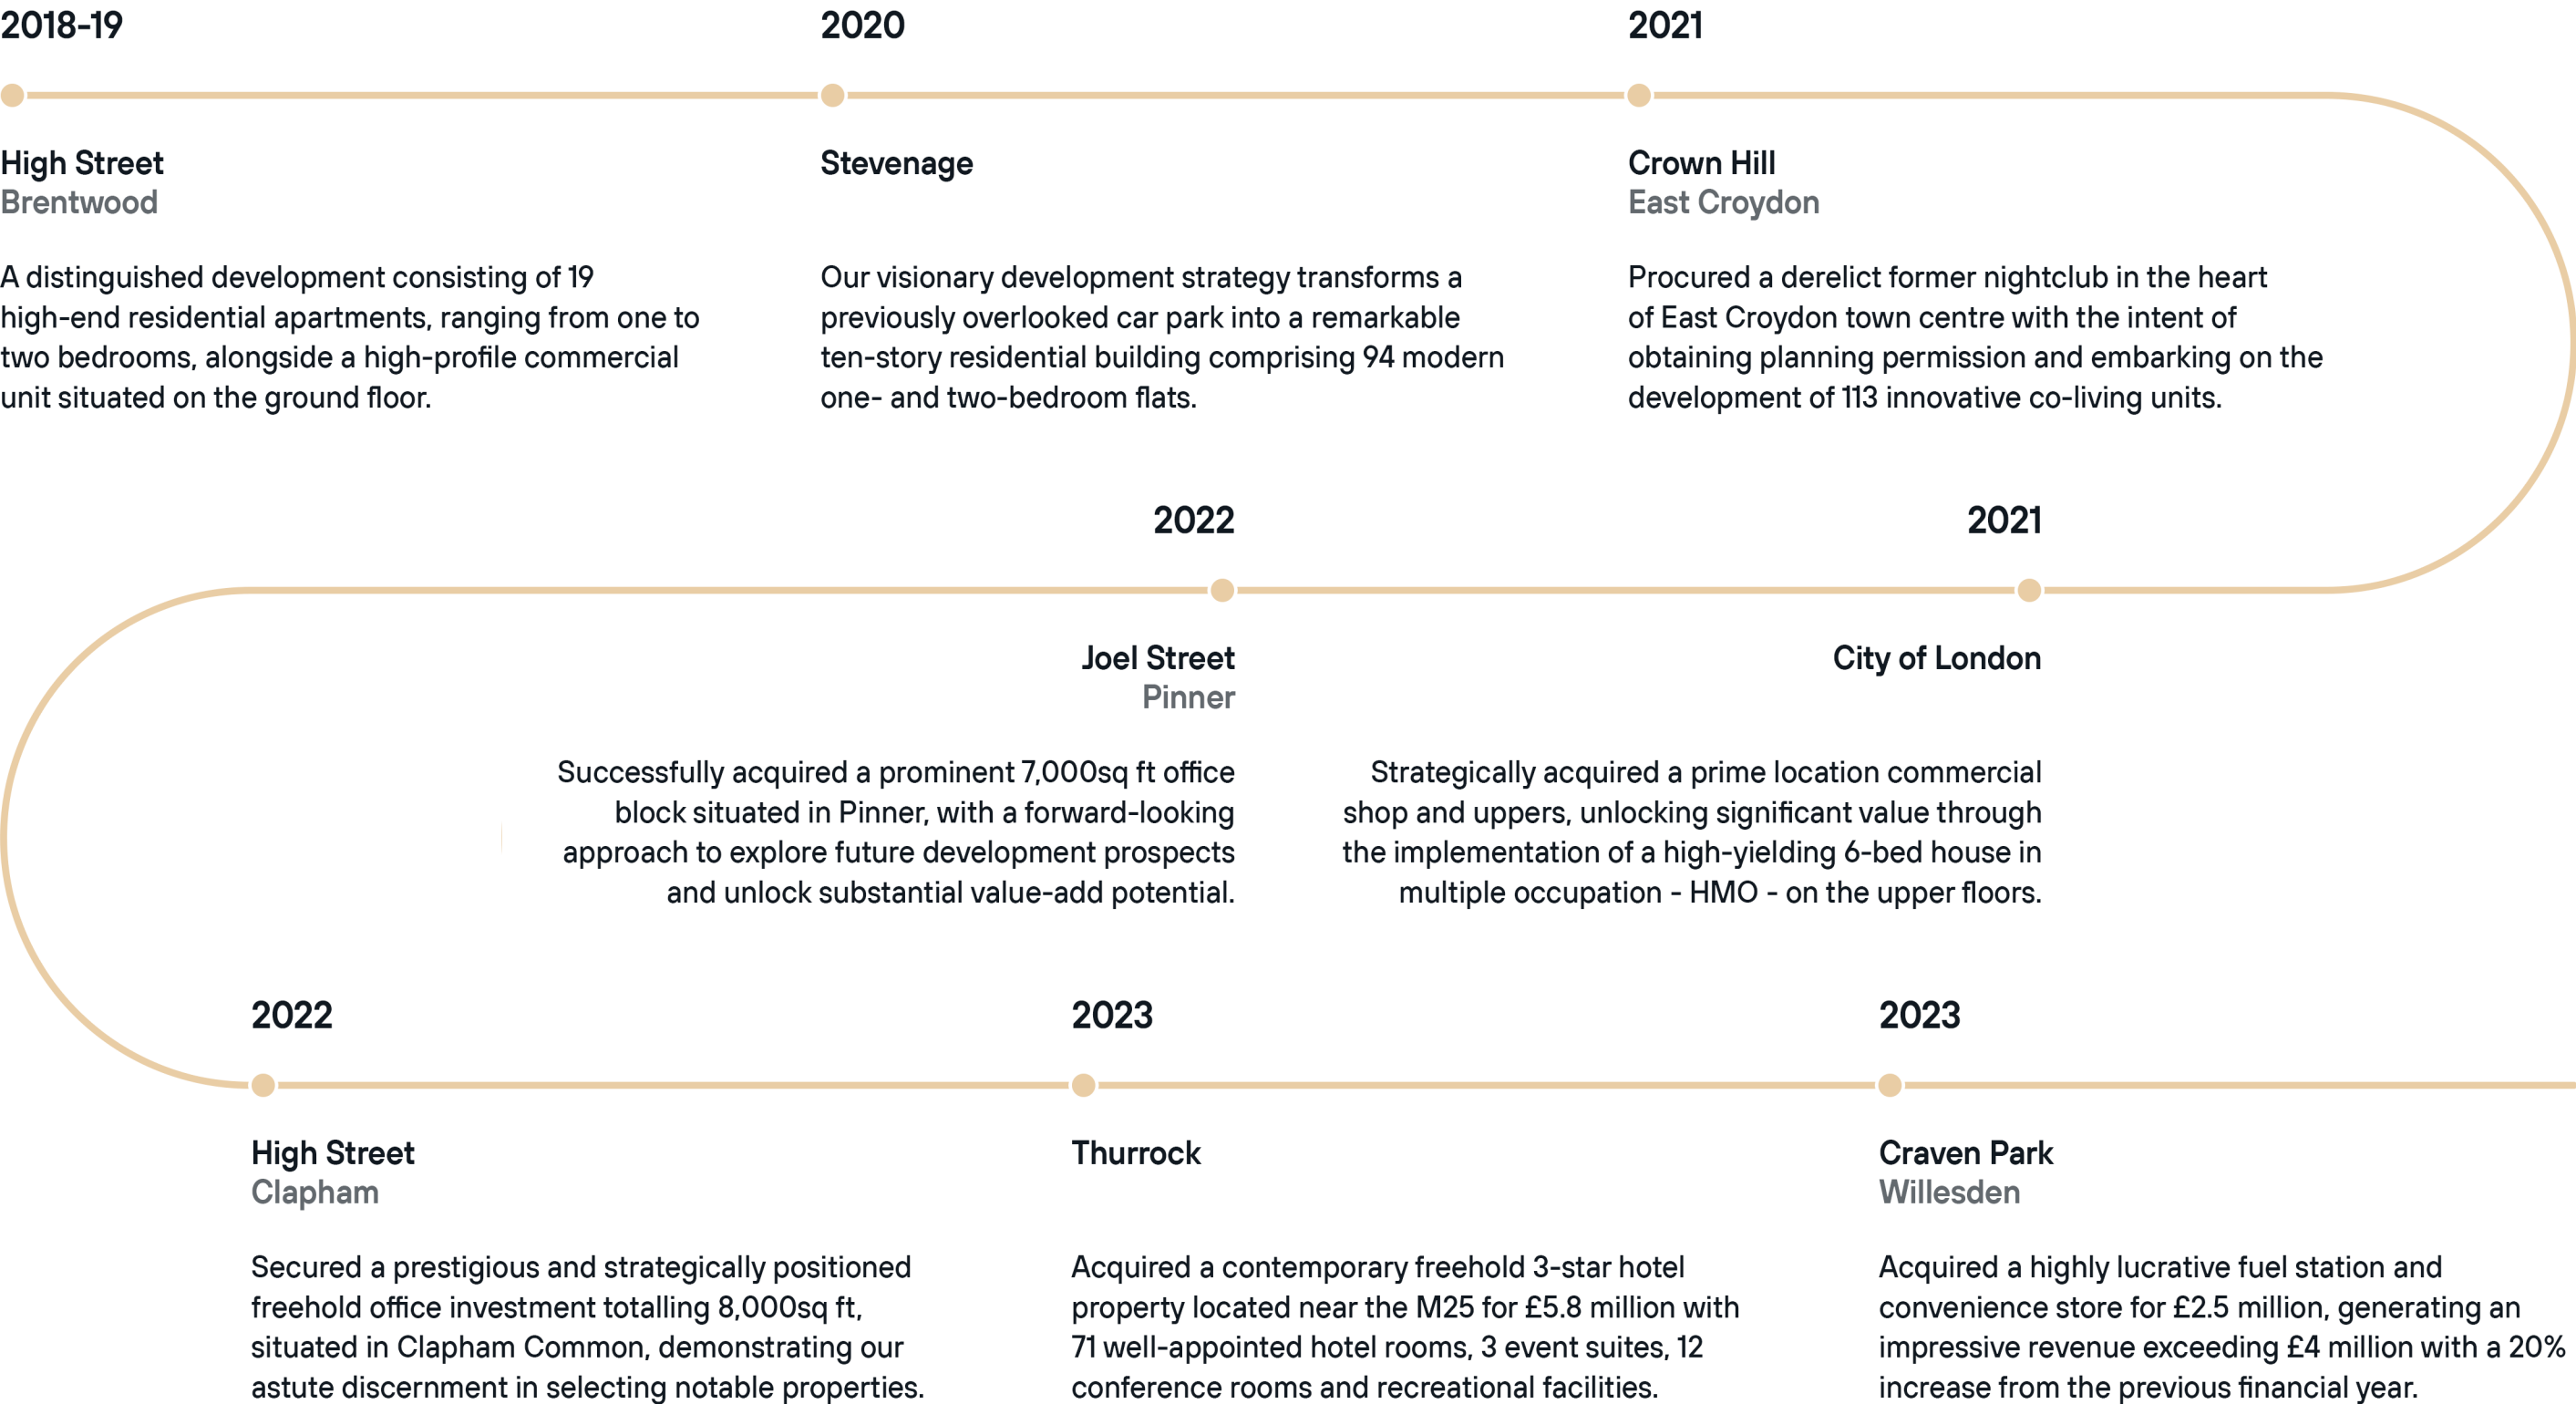 2018-19
High Street
Brentwood
A distinguished development consisting of 19
high-end residential apartments, ranging from one to
two bedrooms, alongside a high-profile commercial
unit situated on the ground floor.
2020
Stevenage
Our visionary development strategy transforms a
previously overlooked car park into a remarkable
ten-story residential building comprising 94 modern
one- and two-bedroom flats.
2021
Crown Hill
East Croydon
Procured a derelict former nightclub in the heart
of East Croydon town centre with the intent of
obtaining planning permission and embarking on the
development of 113 innovative co-living units.
2021
City of London
Strategically acquired a prime location commercial
shop and uppers, unlocking significant value through
the implementation of a high-yielding 6-bed house in
multiple occupation - HMO - on the upper floors.
2022
Joel Street
Pinner
Successfully acquired a prominent 7,000sq ft office
block situated in Pinner, with a forward-looking
approach to explore future development prospects
and unlock substantial value-add potential.
2022
High Street
Clapham
Secured a prestigious and strategically positioned
freehold office investment totalling 8,000sq ft,
situated in Clapham Common, demonstrating our
astute discernment in selecting notable properties.
2023
Thurrock
Acquired a contemporary freehold 3-star hotel
property located near the M25 for £5.8 million with
71 well-appointed hotel rooms, 3 event suites, 12
conference rooms and recreational facilities.
2023
Craven Park
Willesden
Acquired a highly lucrative fuel station and
convenience store for £2.5 million, generating an
impressive revenue exceeding £4 million with a 20%
increase from the previous financial year.